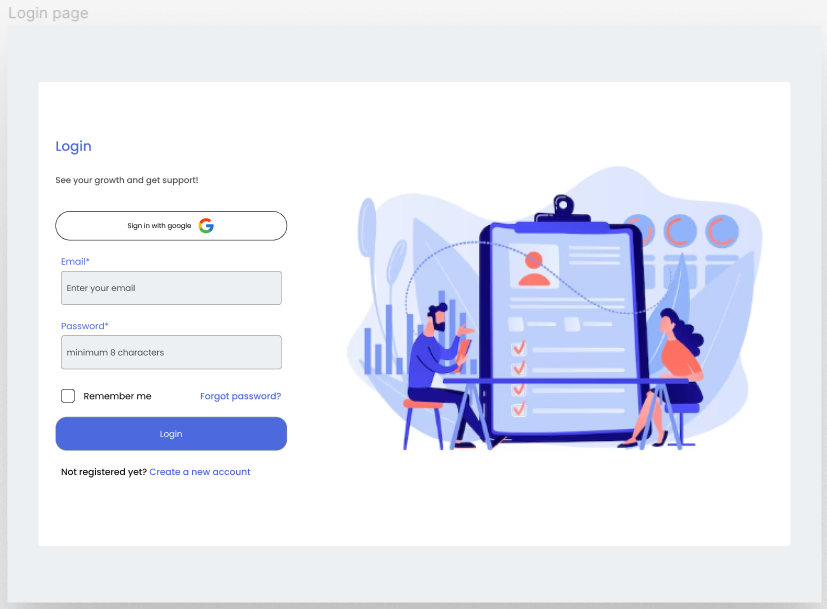 Login page
Login
See your growth and get support!
Sign in with google
Email*
Enter your email
Password*
minimum 8 characters
Remember me Forgot password?
Login
Not registered yet? Create a new account